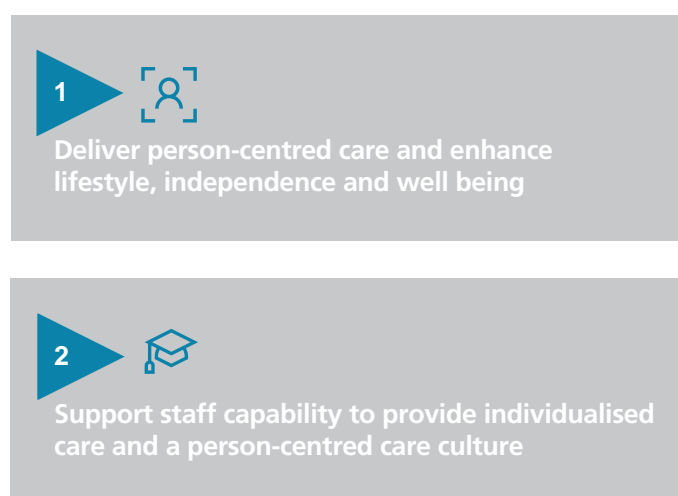 1
Deliver person-centred care and enhance
lifestyle, independence and well being
2
Support staff capability to provide individualised
care and a person-centred care culture